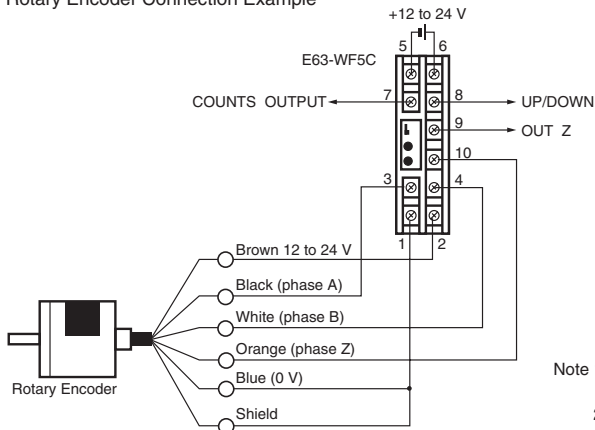 Rotary Encoder Connection Example
+12 to 24 V
5 6
E63-WF5C
COUNTS OUTPUT 7 8 UP/DOWN
9 OUT Z
10
3 4
1 2
Brown 12 to 24 V
Black (phase A)
White (phase B)
Orange (phase Z)
Blue (0 V)
Shield
Rotary Encoder
Note